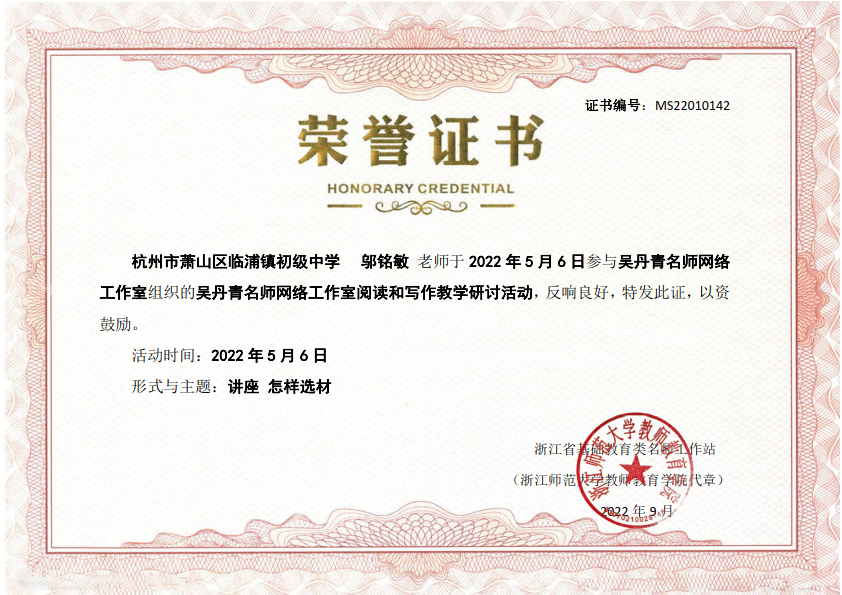 证书编号：MS22010142
荣誉证书
HONORARY CREDENTIAL
杭州市萧山区临浦镇初级中学 邬铭敏 老师于 2022 年 5 月 6 日参与吴丹青名师网络
工作室组织的吴丹青名师网络工作室阅读和写作教学研讨活动，反响良好，特发此证，以资
鼓励。
活动时间：2022 年 5 月 6 日
形式与主题：讲座 怎样选材
浙江省基础教育类名师工作站
（浙江师范大学教师教育学院代章）
2022 年 9 月
浙江师范大学教师教育学院